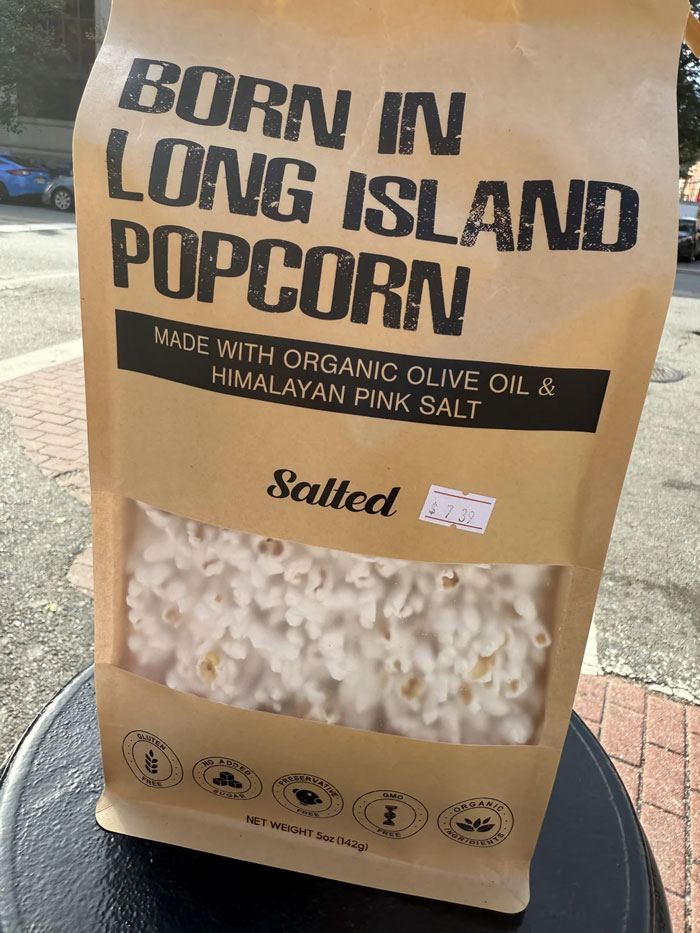 BORN IN
LONG ISLAND
POPCORN
MADE WITH ORGANIC OLIVE OIL &
HIMALAYAN PINK SALT
Salted
$ 7 39
GLUTEN
FREE
NO ADDED
SUGAR
PRESERVATIVE
FREE
GMO
FREE
ORGANIC
INGRIDIENTS
NET WEIGHT 5oz (142g)